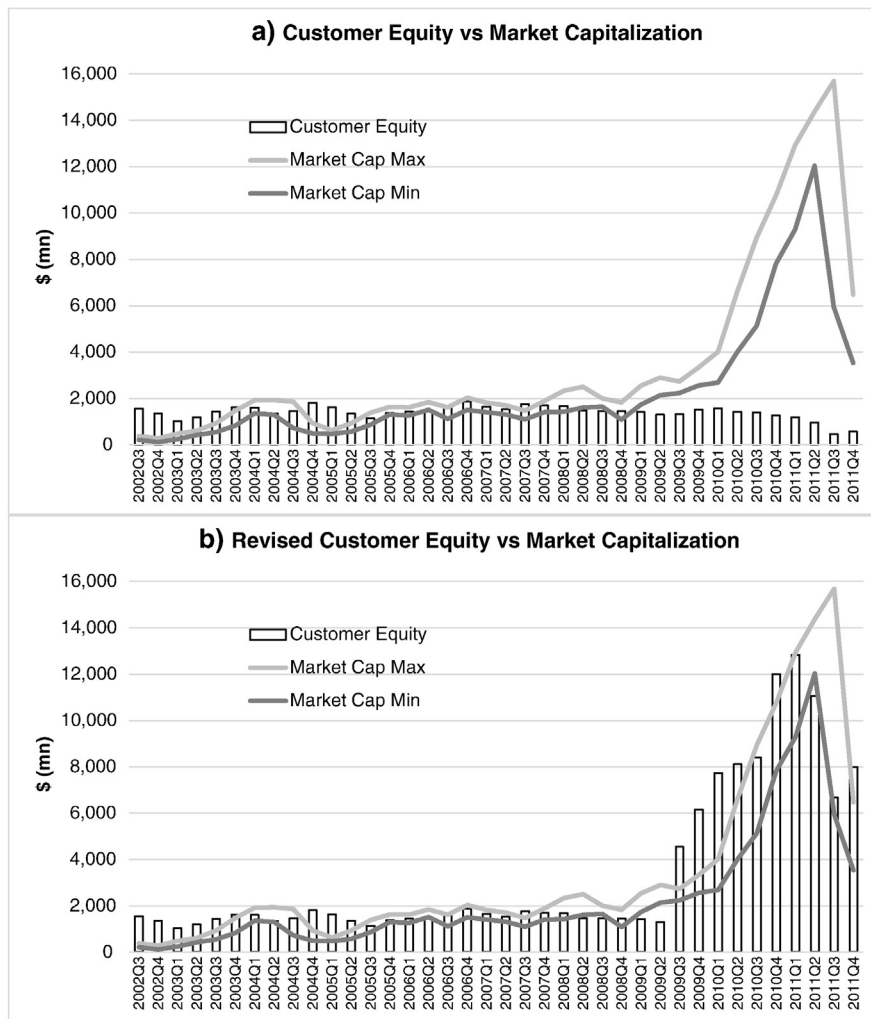 a) Customer Equity vs Market Capitalization
16,000
14,000
12,000
10,000
8,000
6,000
4,000
2,000
0
$ (mn)
Customer Equity
Market Cap Max
Market Cap Min
2002Q3
2002Q4
2003Q1
2003Q2
2003Q3
2003Q4
2004Q1
2004Q2
2004Q3
2004Q4
2005Q1
2005Q2
2005Q3
2005Q4
2006Q1
2006Q2
2006Q3
2006Q4
2007Q1
2007Q2
2007Q3
2007Q4
2008Q1
2008Q2
2008Q3
2008Q4
2009Q1
2009Q2
2009Q3
2009Q4
2010Q1
2010Q2
2010Q3
2010Q4
2011Q1
2011Q2
2011Q3
2011Q4
b) Revised Customer Equity vs Market Capitalization
16,000
14,000
12,000
10,000
8,000
6,000
4,000
2,000
0
$ (mn)
Customer Equity
Market Cap Max
Market Cap Min
2002Q3
2002Q4
2003Q1
2003Q2
2003Q3
2003Q4
2004Q1
2004Q2
2004Q3
2004Q4
2005Q1
2005Q2
2005Q3
2005Q4
2006Q1
2006Q2
2006Q3
2006Q4
2007Q1
2007Q2
2007Q3
2007Q4
2008Q1
2008Q2
2008Q3
2008Q4
2009Q1
2009Q2
2009Q3
2009Q4
2010Q1
2010Q2
2010Q3
2010Q4
2011Q1
2011Q2
2011Q3
2011Q4